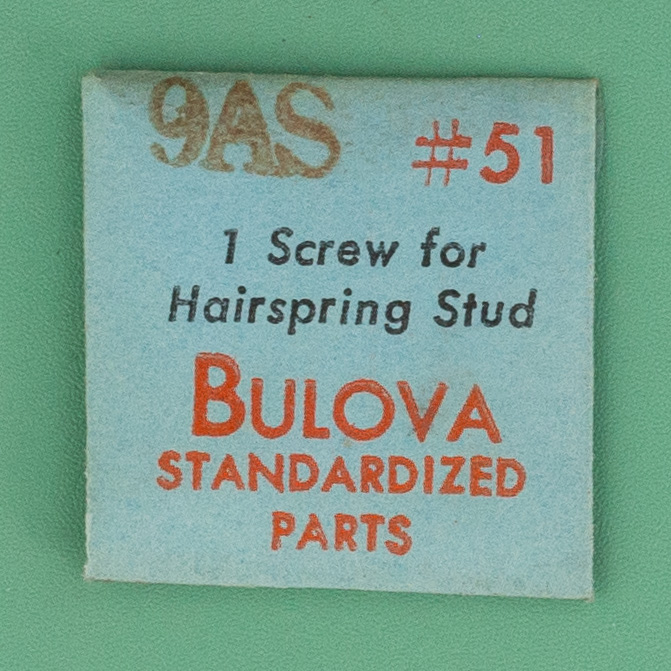 9AS #51
1 Screw for
Hairspring Stud
BULOVA
STANDARDIZED
PARTS